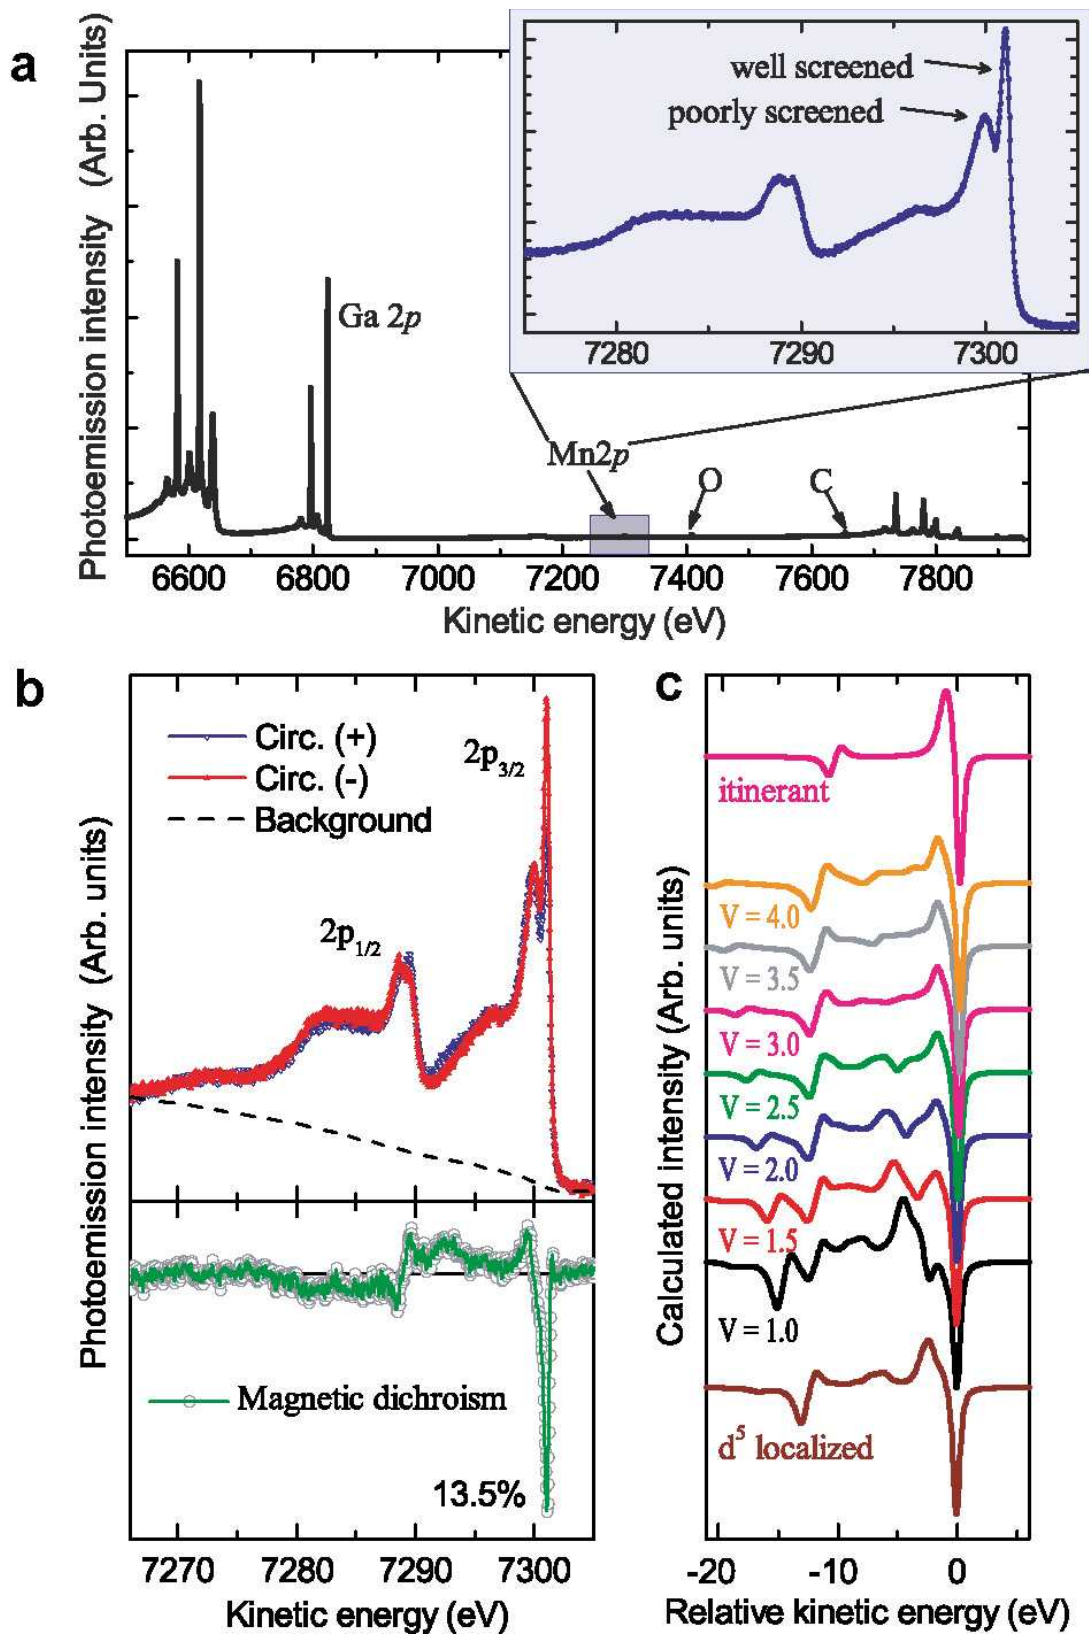 a
Photoemission intensity (Arb. Units)
well screened
poorly screened
7280 7290 7300
Ga 2p
Mn2p
O
C
6600 6800 7000 7200 7400 7600 7800
Kinetic energy (eV)
b
Photoemission intensity (Arb. units)
Circ. (+)
Circ. (-)
Background
2p3/2
2p1/2
Magnetic dichroism
13.5%
7270 7280 7290 7300
Kinetic energy (eV)
c
Calculated intensity (Arb. units)
itinerant
V = 4.0
V = 3.5
V = 3.0
V = 2.5
V = 2.0
V = 1.5
V = 1.0
d⁵ localized
-20 -10 0
Relative kinetic energy (eV)